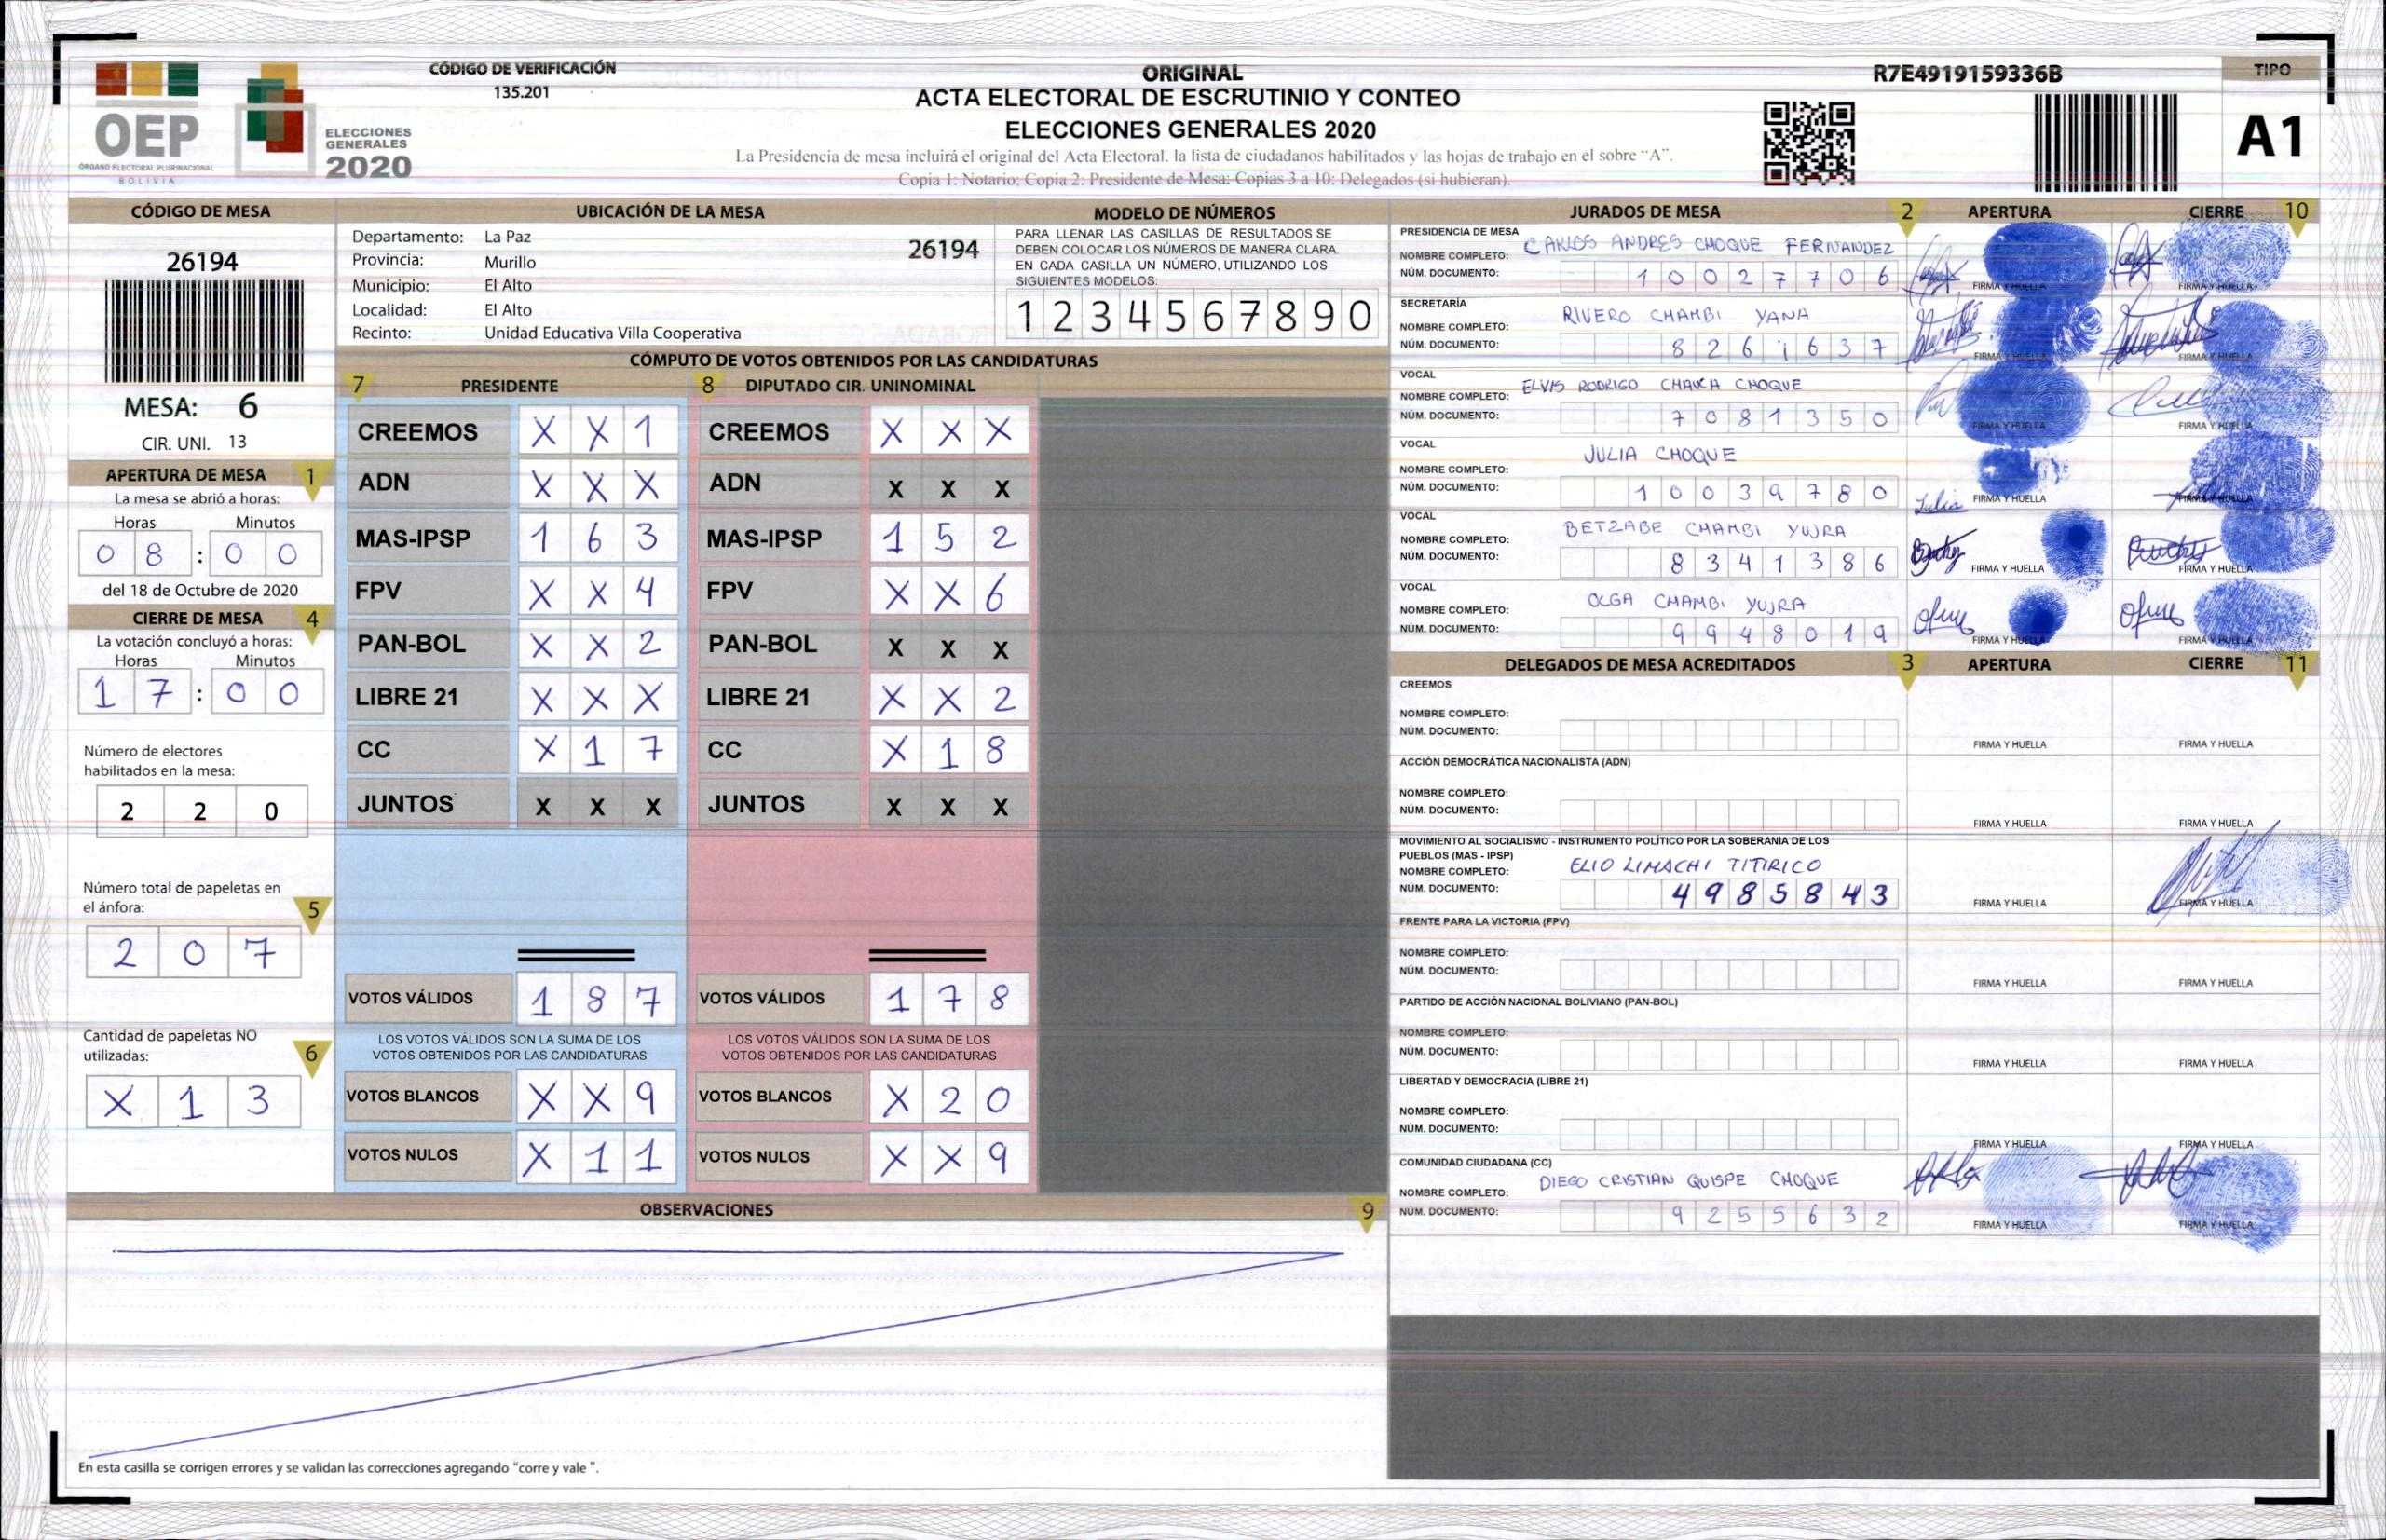 CÓDIGO DE VERIFICACIÓN
135.201
OEP
ÓRGANO ELECTORAL PLURINACIONAL
BOLIVIA
ELECCIONES
GENERALES
2020
ORIGINAL
ACTA ELECTORAL DE ESCRUTINIO Y CONTEO
ELECCIONES GENERALES 2020
La Presidencia de mesa incluirá el original del Acta Electoral, la lista de ciudadanos habilitados y las hojas de trabajo en el sobre "A".
Copia 1: Notario; Copia 2: Presidente de Mesa; Copias 3 a 10: Delegados (si hubieran).
R7E49191593​36B
TIPO
A1
CÓDIGO DE MESA
26194
MESA: 6
CIR. UNI. 13
APERTURA DE MESA 1
La mesa se abrió a horas:
Horas Minutos
0 8 : 0 0
del 18 de Octubre de 2020
CIERRE DE MESA 4
La votación concluyó a horas:
Horas Minutos
1 7 : 0 0
Número de electores
habilitados en la mesa:
2 2 0
Número total de papeletas en
el ánfora: 5
2 0 7
Cantidad de papeletas NO
utilizadas: 6
X 1 3
UBICACIÓN DE LA MESA
Departamento: La Paz 26194
Provincia: Murillo
Municipio: El Alto
Localidad: El Alto
Recinto: Unidad Educativa Villa Cooperativa
MODELO DE NÚMEROS
PARA LLENAR LAS CASILLAS DE RESULTADOS SE
DEBEN COLOCAR LOS NÚMEROS DE MANERA CLARA.
EN CADA CASILLA UN NÚMERO, UTILIZANDO LOS
SIGUIENTES MODELOS:
1 2 3 4 5 6 7 8 9 0
CÓMPUTO DE VOTOS OBTENIDOS POR LAS CANDIDATURAS
7 PRESIDENTE 8 DIPUTADO CIR. UNINOMINAL
CREEMOS X X 1 CREEMOS X X X
ADN X X X ADN X X X
MAS-IPSP 1 6 3 MAS-IPSP 1 5 2
FPV X X 4 FPV X X 6
PAN-BOL X X 2 PAN-BOL X X X
LIBRE 21 X X X LIBRE 21 X X 2
CC X 1 7 CC X 1 8
JUNTOS X X X JUNTOS X X X
VOTOS VÁLIDOS 1 8 7 VOTOS VÁLIDOS 1 7 8
LOS VOTOS VÁLIDOS SON LA SUMA DE LOS LOS VOTOS VÁLIDOS SON LA SUMA DE LOS
VOTOS OBTENIDOS POR LAS CANDIDATURAS VOTOS OBTENIDOS POR LAS CANDIDATURAS
VOTOS BLANCOS X X 9 VOTOS BLANCOS X 2 0
VOTOS NULOS X 1 1 VOTOS NULOS X X 9
OBSERVACIONES 9
En esta casilla se corrigen errores y se validan las correcciones agregando "corre y vale ".
JURADOS DE MESA 2 APERTURA CIERRE 10
PRESIDENCIA DE MESA
NOMBRE COMPLETO: CARLOS ANDRES CHOQUE FERNANDEZ
NÚM. DOCUMENTO: 1 0 0 2 7 7 0 6 FIRMA Y HUELLA FIRMA Y HUELLA
SECRETARÍA
NOMBRE COMPLETO: RIVERO CHAMBI YANA
NÚM. DOCUMENTO: 8 2 6 1 6 3 7 FIRMA Y HUELLA FIRMA Y HUELLA
VOCAL
NOMBRE COMPLETO: ELVIS RODRIGO CHOQUE
NÚM. DOCUMENTO: 7 0 8 1 3 5 0 FIRMA Y HUELLA FIRMA Y HUELLA
VOCAL
NOMBRE COMPLETO: JULIA CHOQUE
NÚM. DOCUMENTO: 1 0 0 3 9 7 8 0 Julia FIRMA Y HUELLA FIRMA Y HUELLA
VOCAL
NOMBRE COMPLETO: BETZABE CHAMBI YUJRA
NÚM. DOCUMENTO: 8 3 4 1 3 8 6 FIRMA Y HUELLA FIRMA Y HUELLA
VOCAL
NOMBRE COMPLETO: OLGA CHAMBI YUJRA
NÚM. DOCUMENTO: 9 9 4 8 0 1 9 FIRMA Y HUELLA FIRMA Y HUELLA
DELEGADOS DE MESA ACREDITADOS 3 APERTURA CIERRE 11
CREEMOS
NOMBRE COMPLETO:
NÚM. DOCUMENTO: FIRMA Y HUELLA FIRMA Y HUELLA
ACCIÓN DEMOCRÁTICA NACIONALISTA (ADN)
NOMBRE COMPLETO:
NÚM. DOCUMENTO: FIRMA Y HUELLA FIRMA Y HUELLA
MOVIMIENTO AL SOCIALISMO - INSTRUMENTO POLÍTICO POR LA SOBERANIA DE LOS
PUEBLOS (MAS - IPSP)
NOMBRE COMPLETO: ELIO LIMACHI TITIRICO
NÚM. DOCUMENTO: 4 9 8 5 8 4 3 FIRMA Y HUELLA FIRMA Y HUELLA
FRENTE PARA LA VICTORIA (FPV)
NOMBRE COMPLETO:
NÚM. DOCUMENTO: FIRMA Y HUELLA FIRMA Y HUELLA
PARTIDO DE ACCIÓN NACIONAL BOLIVIANO (PAN-BOL)
NOMBRE COMPLETO:
NÚM. DOCUMENTO: FIRMA Y HUELLA FIRMA Y HUELLA
LIBERTAD Y DEMOCRACIA (LIBRE 21)
NOMBRE COMPLETO:
NÚM. DOCUMENTO: FIRMA Y HUELLA FIRMA Y HUELLA
COMUNIDAD CIUDADANA (CC)
NOMBRE COMPLETO: DIEGO CRISTIAN QUISPE CHOQUE
NÚM. DOCUMENTO: 9 2 5 5 6 3 2 FIRMA Y HUELLA FIRMA Y HUELLA